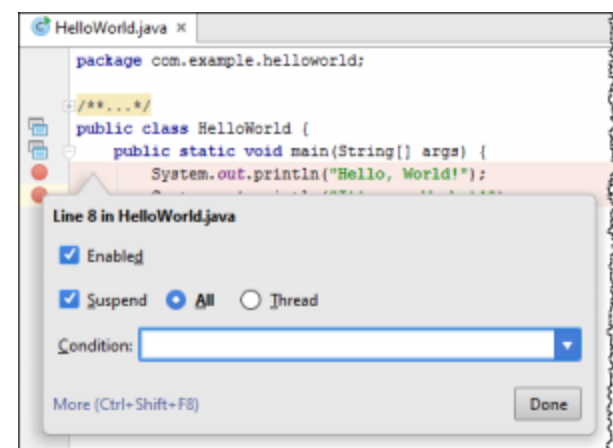 HelloWorld.java ×
package com.example.helloworld;
/**...*/
public class HelloWorld {
public static void main(String[] args) {
System.out.println("Hello, World!");
Line 8 in HelloWorld.java
Enabled
Suspend All Thread
Condition:
More (Ctrl+Shift+F8) Done